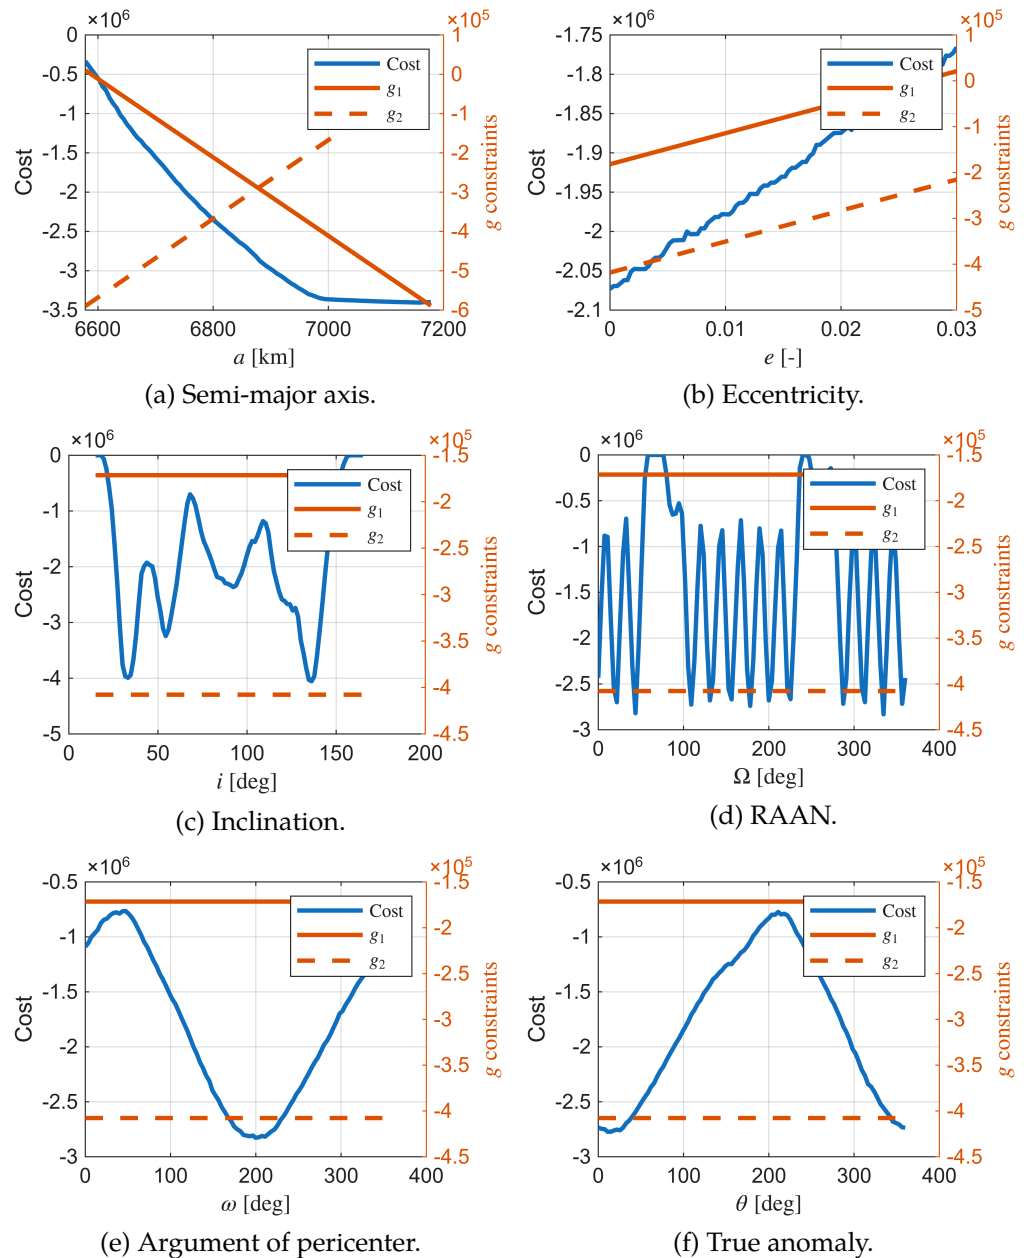 ×10⁶
×10⁵
0
-0.5
-1
-1.5
-2
-2.5
-3
-3.5
Cost
1
0
-1
-2
-3
-4
-5
-6
g constraints
Cost
g₁
g₂
6600 6800 7000 7200
a [km]
(a) Semi-major axis.
×10⁶
×10⁵
-1.75
-1.8
-1.85
-1.9
-1.95
-2
-2.05
-2.1
Cost
1
0
-1
-2
-3
-4
-5
g constraints
Cost
g₁
g₂
0 0.01 0.02 0.03
e [-]
(b) Eccentricity.
×10⁶
×10⁵
0
-1
-2
-3
-4
-5
Cost
-1.5
-2
-2.5
-3
-3.5
-4
-4.5
g constraints
Cost
g₁
g₂
0 50 100 150 200
i [deg]
(c) Inclination.
×10⁶
×10⁵
0
-0.5
-1
-1.5
-2
-2.5
-3
Cost
-1.5
-2
-2.5
-3
-3.5
-4
-4.5
g constraints
Cost
g₁
g₂
0 100 200 300 400
Ω [deg]
(d) RAAN.
×10⁶
×10⁵
-0.5
-1
-1.5
-2
-2.5
-3
Cost
-1.5
-2
-2.5
-3
-3.5
-4
-4.5
g constraints
Cost
g₁
g₂
0 100 200 300 400
ω [deg]
(e) Argument of pericenter.
×10⁶
×10⁵
-0.5
-1
-1.5
-2
-2.5
-3
Cost
-1.5
-2
-2.5
-3
-3.5
-4
-4.5
g constraints
Cost
g₁
g₂
0 100 200 300 400
θ [deg]
(f) True anomaly.